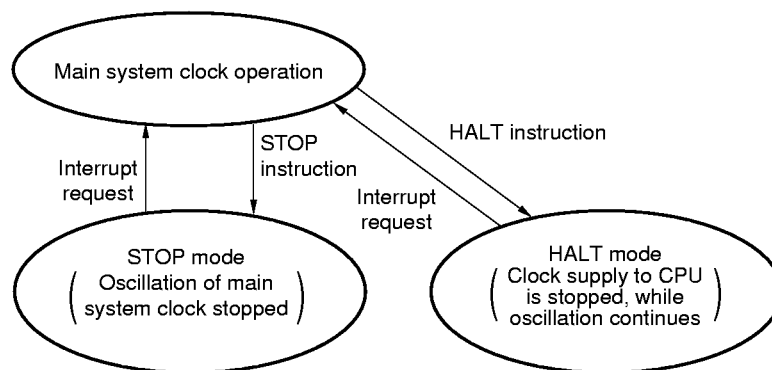 Main system clock operation
HALT instruction
STOP
instruction
Interrupt
request
Interrupt
request
STOP mode
( Oscillation of main
system clock stopped )
HALT mode
( Clock supply to CPU
is stopped, while
oscillation continues )